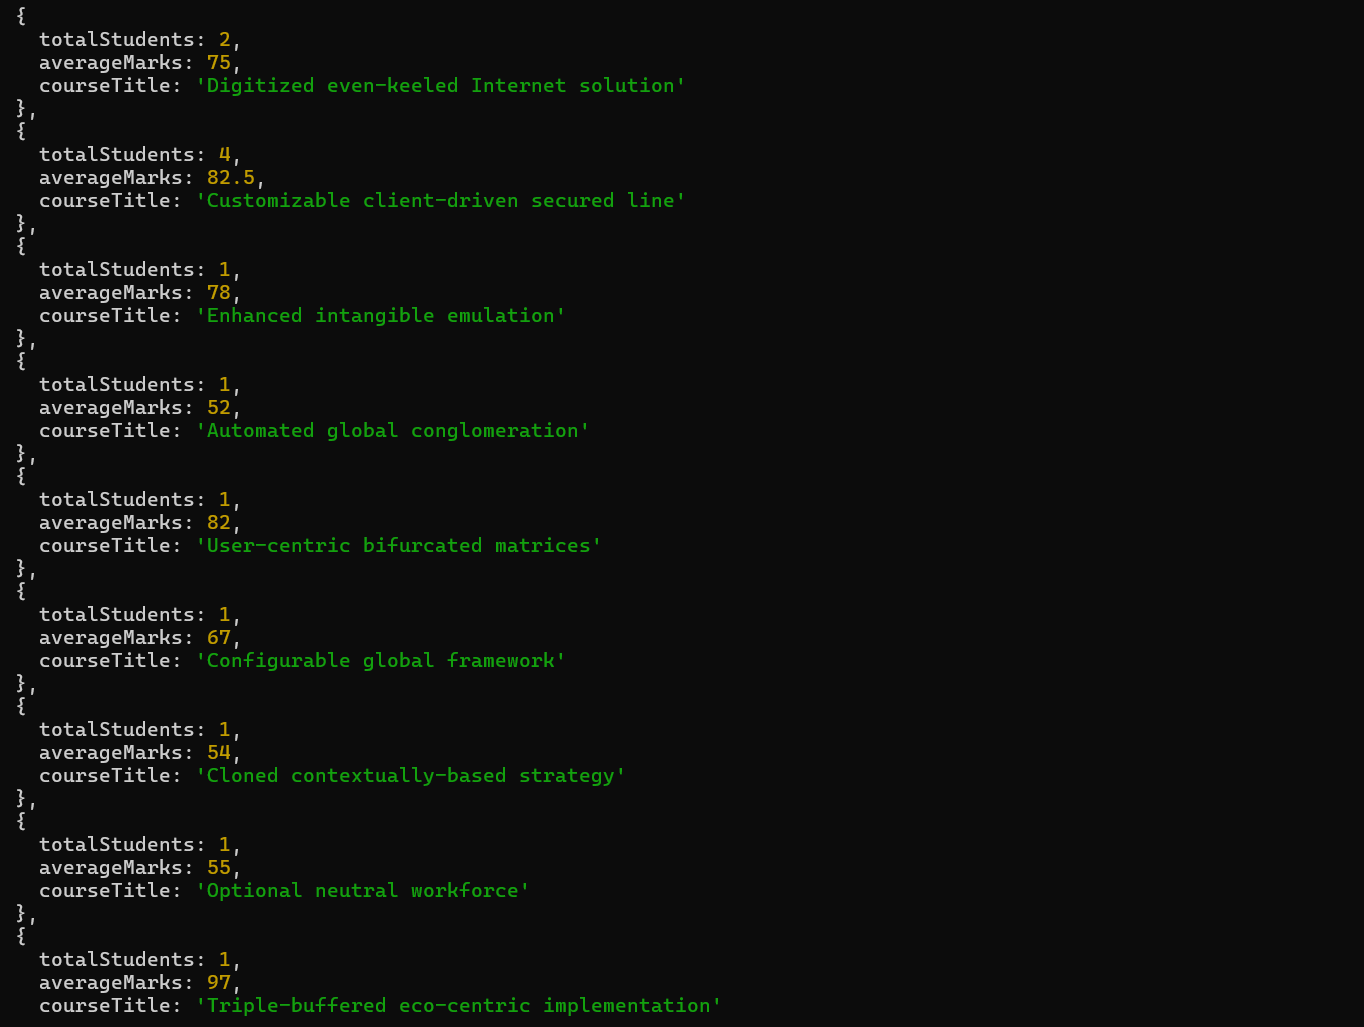 {
  totalStudents: 2,
  averageMarks: 75,
  courseTitle: 'Digitized even-keeled Internet solution'
},
{
  totalStudents: 4,
  averageMarks: 82.5,
  courseTitle: 'Customizable client-driven secured line'
},
{
  totalStudents: 1,
  averageMarks: 78,
  courseTitle: 'Enhanced intangible emulation'
},
{
  totalStudents: 1,
  averageMarks: 52,
  courseTitle: 'Automated global conglomeration'
},
{
  totalStudents: 1,
  averageMarks: 82,
  courseTitle: 'User-centric bifurcated matrices'
},
{
  totalStudents: 1,
  averageMarks: 67,
  courseTitle: 'Configurable global framework'
},
{
  totalStudents: 1,
  averageMarks: 54,
  courseTitle: 'Cloned contextually-based strategy'
},
{
  totalStudents: 1,
  averageMarks: 55,
  courseTitle: 'Optional neutral workforce'
},
{
  totalStudents: 1,
  averageMarks: 97,
  courseTitle: 'Triple-buffered eco-centric implementation'